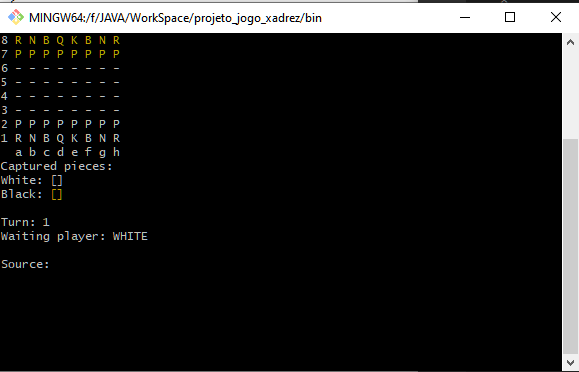 MINGW64:/f/JAVA/WorkSpace/projeto_jogo_xadrez/bin
8 R N B Q K B N R
7 P P P P P P P P
6 - - - - - - - -
5 - - - - - - - -
4 - - - - - - - -
3 - - - - - - - -
2 P P P P P P P P
1 R N B Q K B N R
  a b c d e f g h
Captured pieces:
White: []
Black: []

Turn: 1
Waiting player: WHITE

Source: